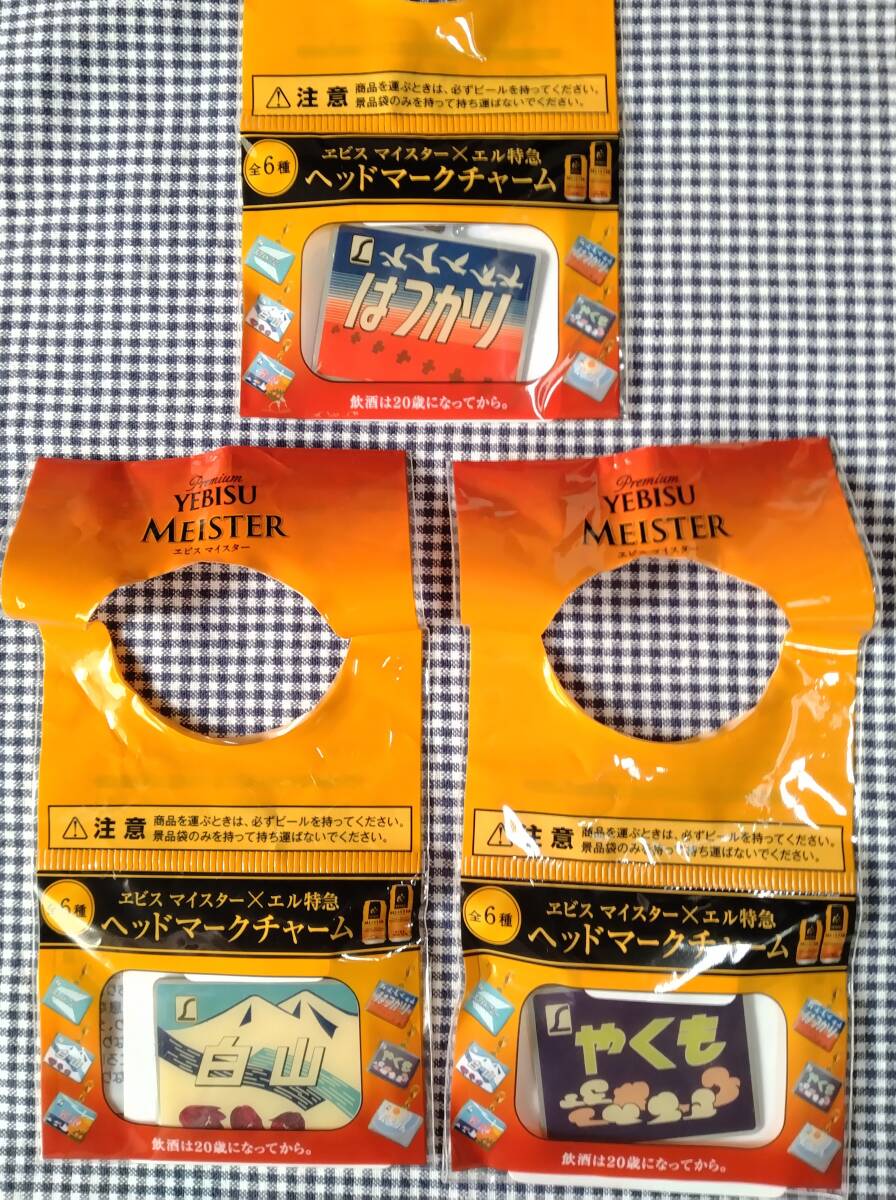 注意
商品を運ぶときは、必ずビールを持ってください。
景品袋のみを持って持ち運ばないでください。
全6種
ヱビス マイスター×エル特急
ヘッドマークチャーム
はつかり
飲酒は20歳になってから。
Premium
YEBISU
MEISTER
ヱビス マイスター
注意
商品を運ぶときは、必ずビールを持ってください。
景品袋のみを持って持ち運ばないでください。
6種
ヱビス マイスター×エル特急
ヘッドマークチャーム
白山
飲酒は20歳になってから。
Premium
YEBISU
MEISTER
ヱビス マイスター
注意
商品を運ぶときは、必ずビールを持ってください。
景品袋のみを持って持ち運ばないでください。
全6種
ヱビス マイスター×エル特急
ヘッドマークチャーム
やくも
飲酒は20歳になってから。